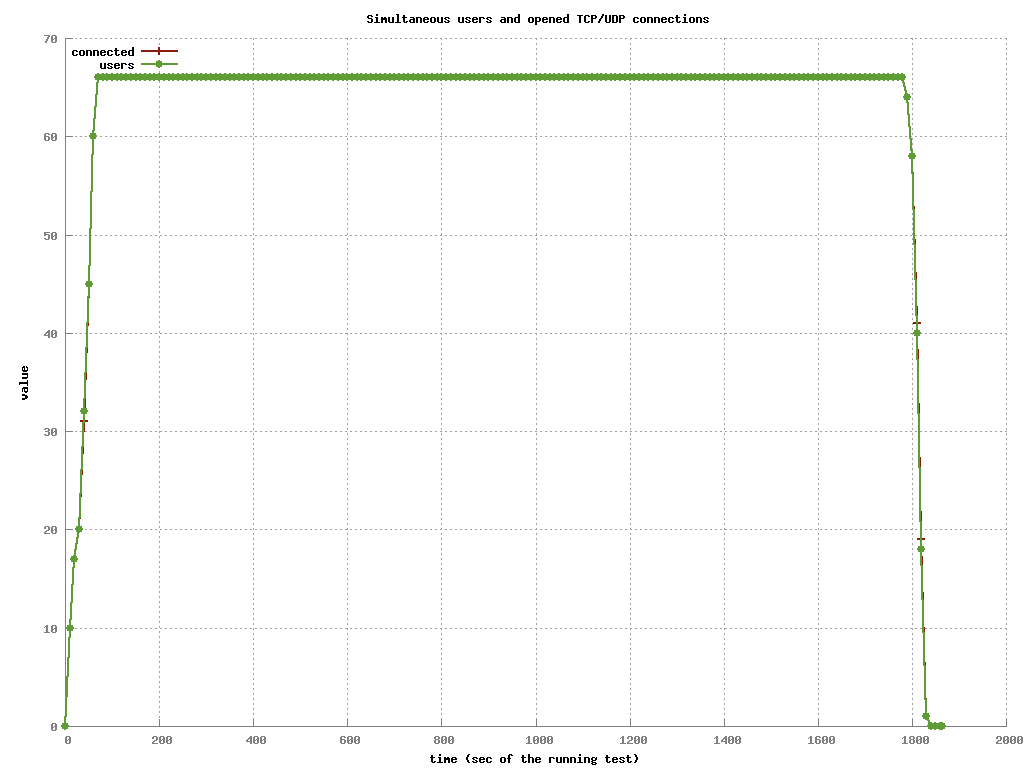 Simultaneous users and opened TCP/UDP connections
70
connected
users
60
50
40
value
30
20
10
0
0 200 400 600 800 1000 1200 1400 1600 1800 2000
time (sec of the running test)